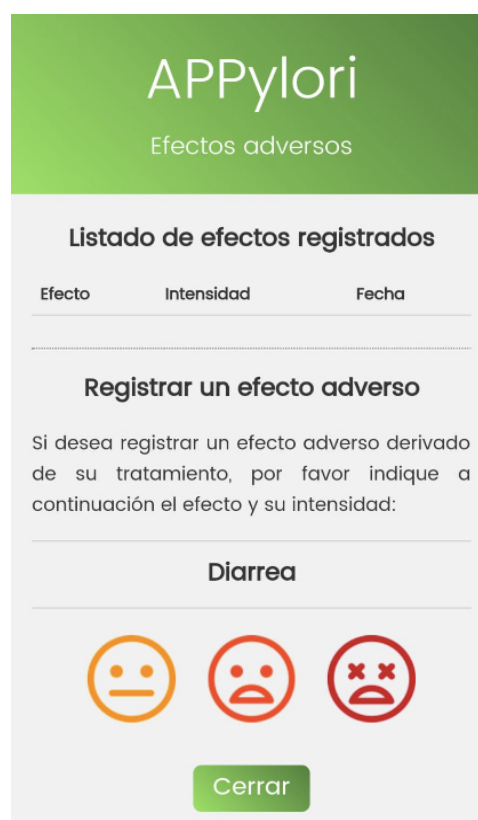 APPylori
Efectos adversos
Listado de efectos registrados
Efecto Intensidad Fecha
Registrar un efecto adverso
Si desea registrar un efecto adverso derivado
de su tratamiento, por favor indique a
continuación el efecto y su intensidad:
Diarrea
Cerrar